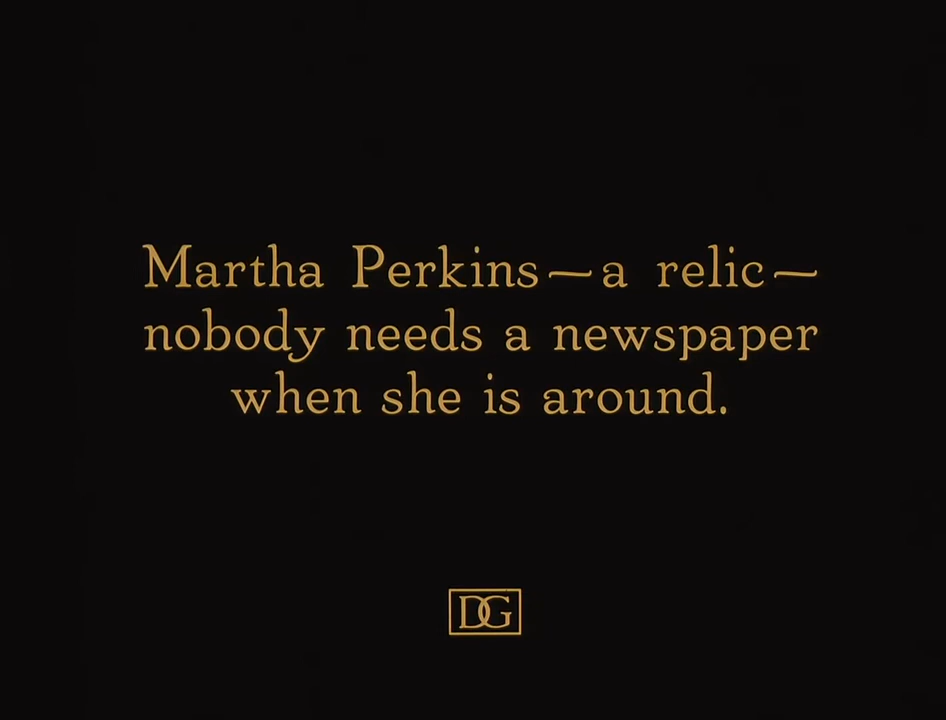 Martha Perkins—a relic—
nobody needs a newspaper
when she is around.
DG